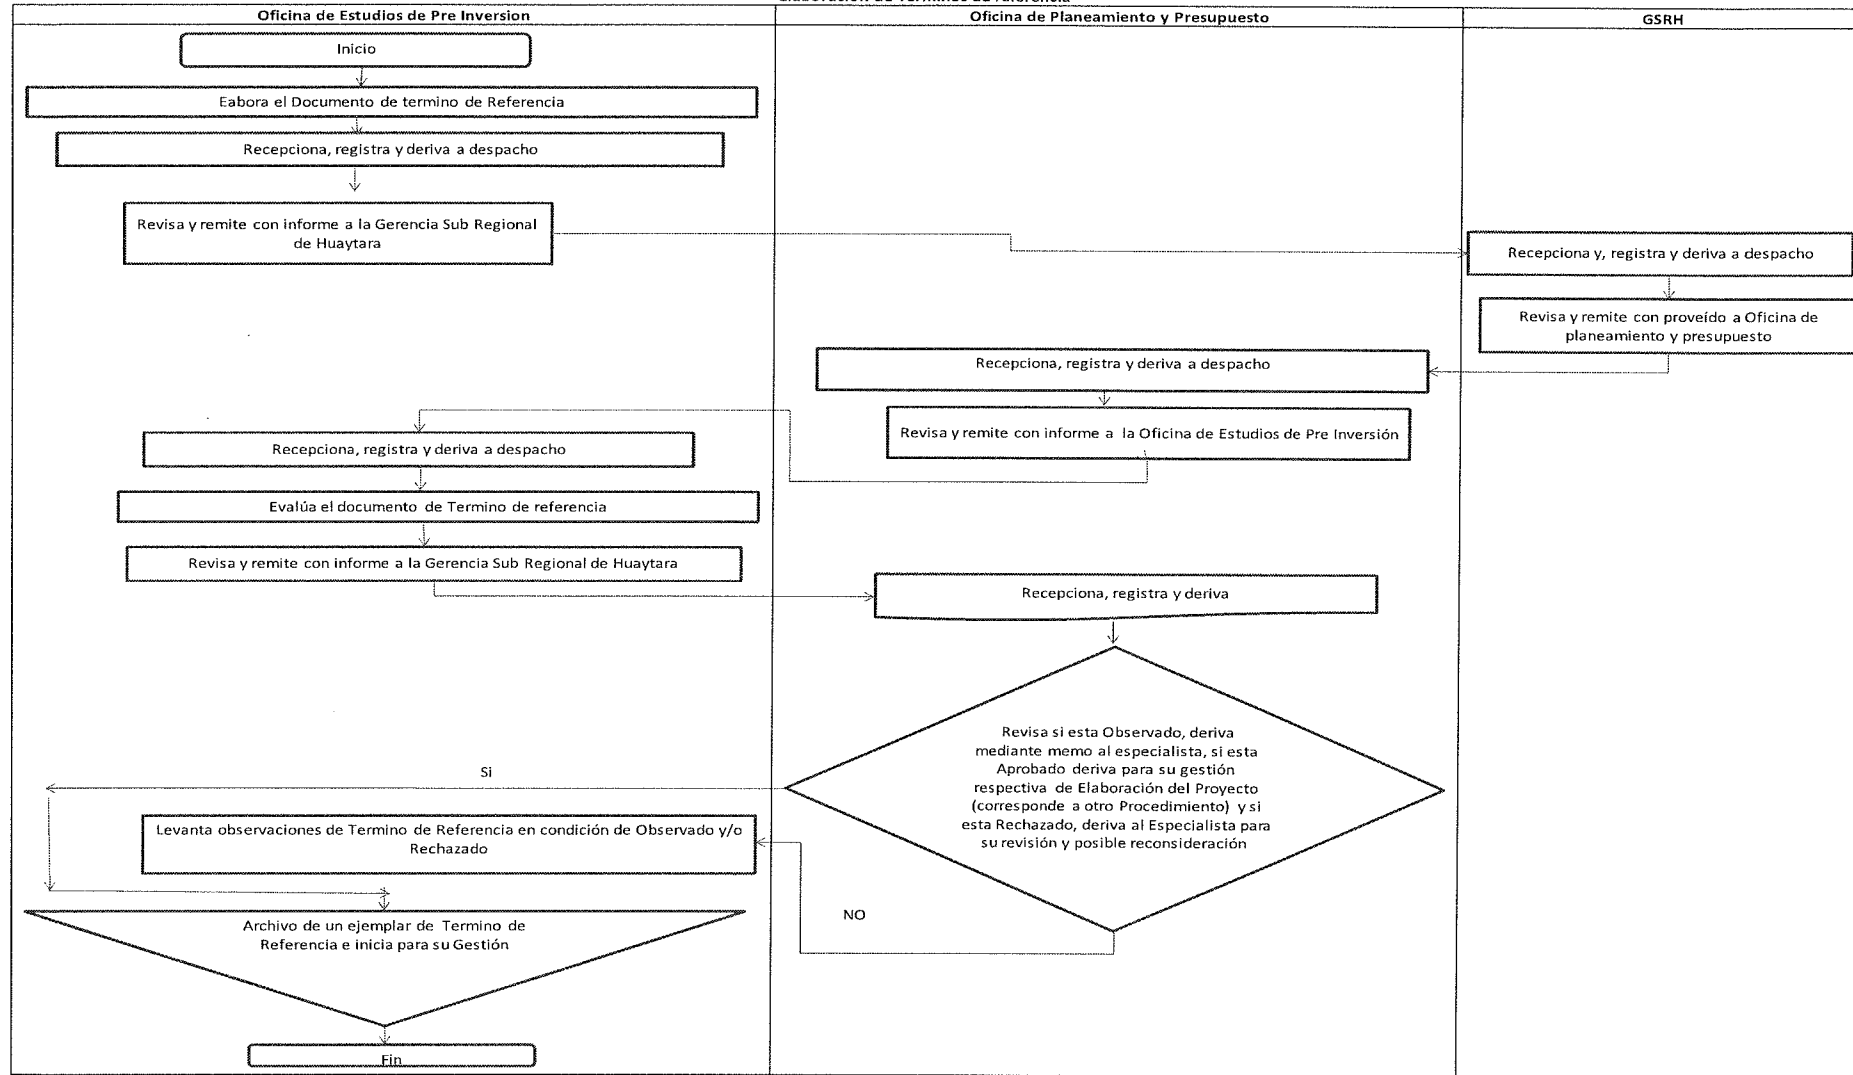 Elaboración de Términos de Referencia
Oficina de Estudios de Pre Inversion
Oficina de Planeamiento y Presupuesto
GSRH
Inicio
Eabora el Documento de termino de Referencia
Recepciona, registra y deriva a despacho
Revisa y remite con informe a la Gerencia Sub Regional
de Huaytara
Recepciona y, registra y deriva a despacho
Revisa y remite con proveído a Oficina de
planeamiento y presupuesto
Recepciona, registra y deriva a despacho
Revisa y remite con informe a la Oficina de Estudios de Pre Inversión
Recepciona, registra y deriva a despacho
Evalúa el documento de Termino de referencia
Revisa y remite con informe a la Gerencia Sub Regional de Huaytara
Recepciona, registra y deriva
Revisa si esta Observado, deriva
mediante memo al especialista, si esta
Aprobado deriva para su gestión
respectiva de Elaboración del Proyecto
(corresponde a otro Procedimiento) y si
esta Rechazado, deriva al Especialista para
su revisión y posible reconsideración
Si
Levanta observaciones de Termino de Referencia en condición de Observado y/o
Rechazado
NO
Archivo de un ejemplar de Termino de
Referencia e inicia para su Gestión
Fin